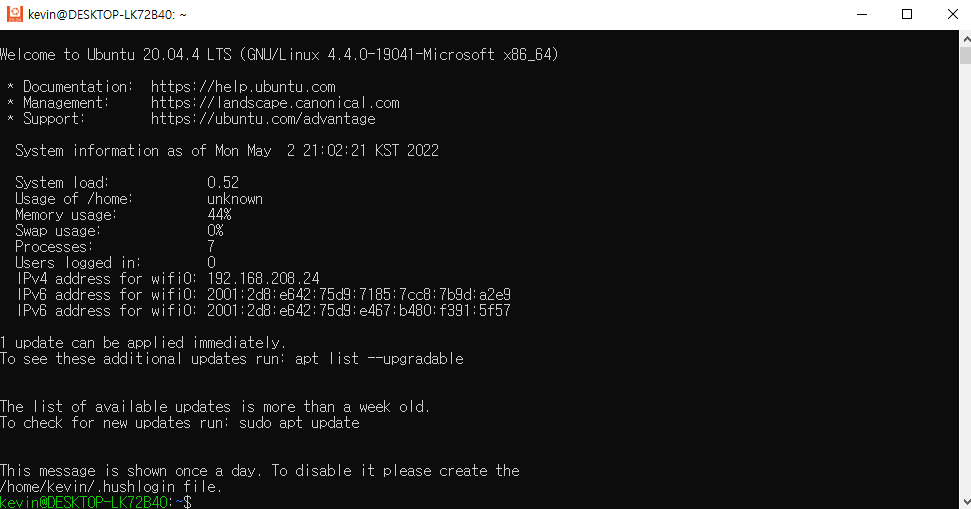 kevin@DESKTOP-LK72B40: ~
Welcome to Ubuntu 20.04.4 LTS (GNU/Linux 4.4.0-19041-Microsoft x86_64)
* Documentation:  https://help.ubuntu.com
* Management:     https://landscape.canonical.com
* Support:        https://ubuntu.com/advantage
System information as of Mon May  2 21:02:21 KST 2022
System load:            0.52
Usage of /home:         unknown
Memory usage:           44%
Swap usage:             0%
Processes:              7
Users logged in:        0
IPv4 address for wifi0: 192.168.208.24
IPv6 address for wifi0: 2001:2d8:e642:75d9:7185:7cc8:7b9d:a2e9
IPv6 address for wifi0: 2001:2d8:e642:75d9:e467:b480:f391:5f57
1 update can be applied immediately.
To see these additional updates run: apt list --upgradable
The list of available updates is more than a week old.
To check for new updates run: sudo apt update
This message is shown once a day. To disable it please create the
/home/kevin/.hushlogin file.
kevin@DESKTOP-LK72B40:~$